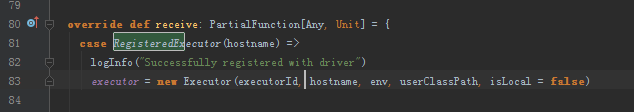 79
80 override def receive: PartialFunction[Any, Unit] = {
81 case RegisteredExecutor(hostname) =>
82 logInfo("Successfully registered with driver")
83 executor = new Executor(executorId, hostname, env, userClassPath, isLocal = false)
84